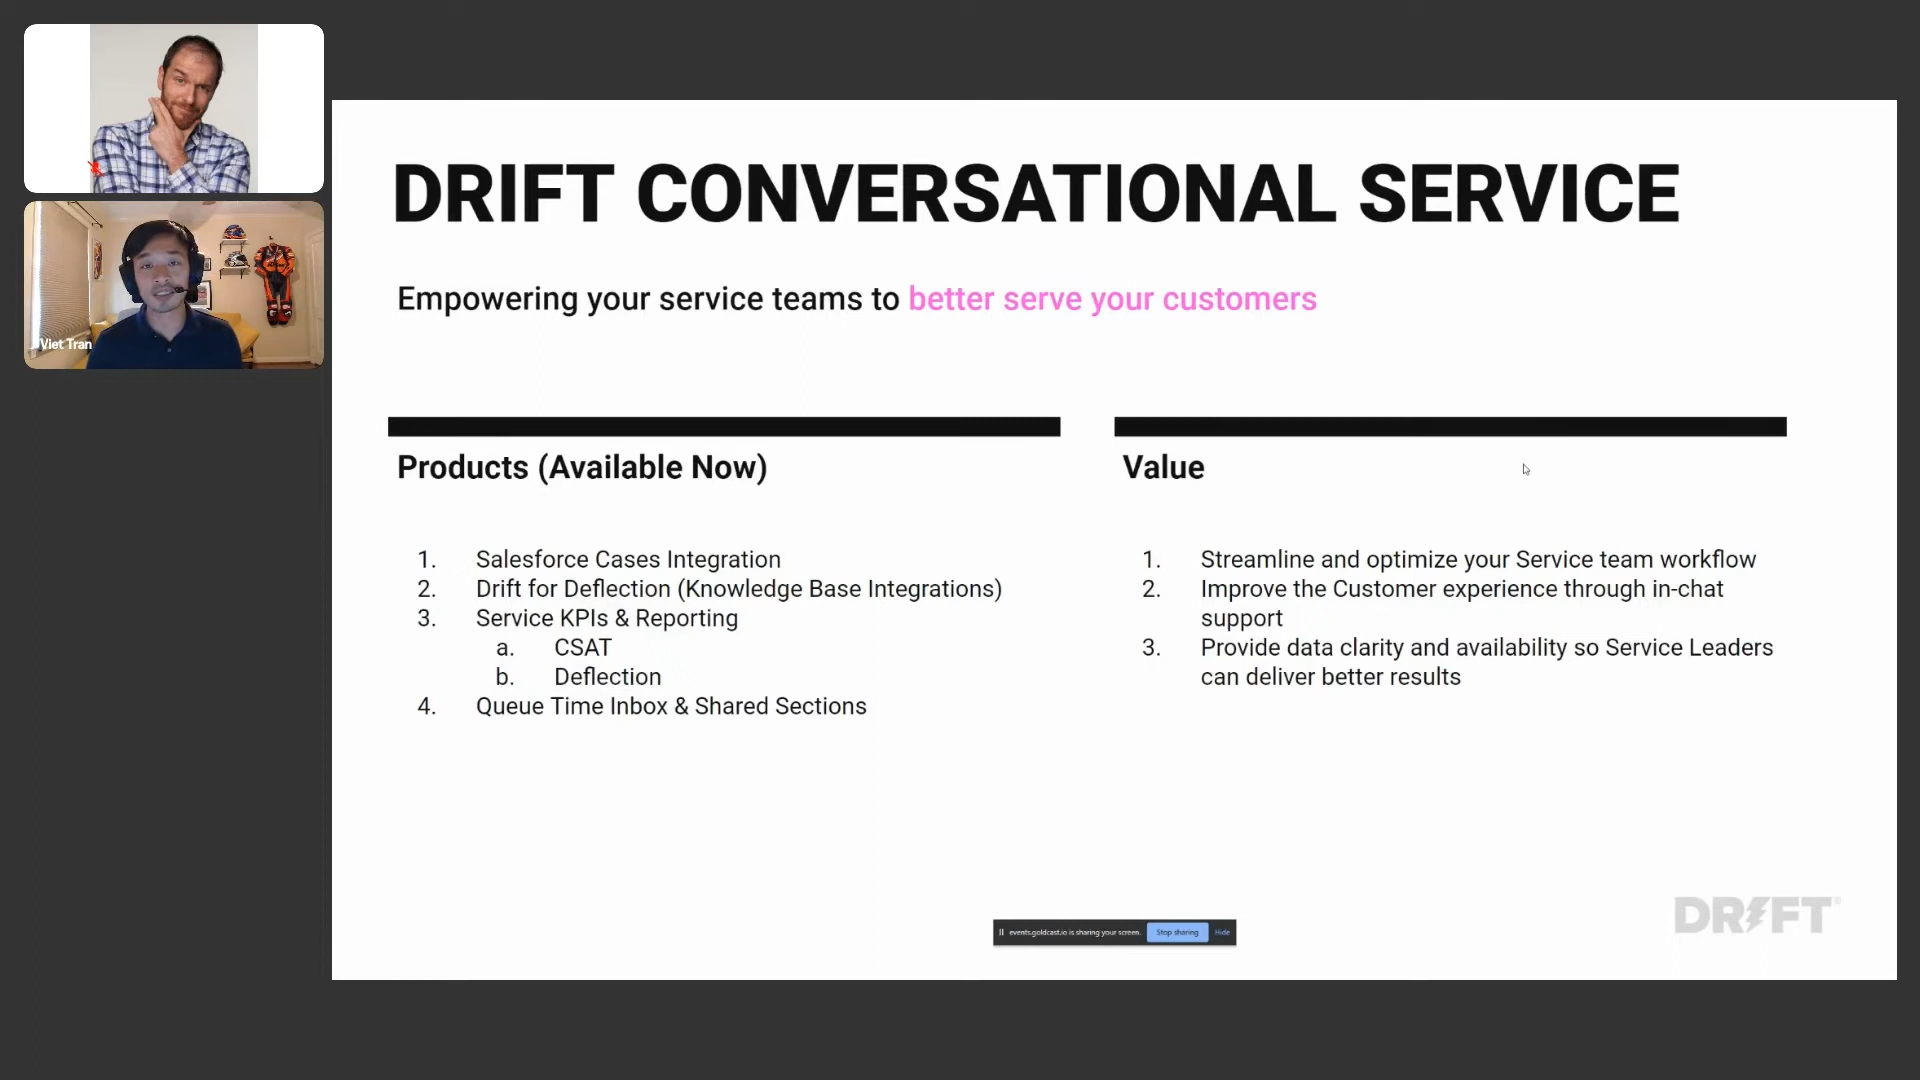 Viet Tran
DRIFT CONVERSATIONAL SERVICE
Empowering your service teams to better serve your customers
Products (Available Now)
1. Salesforce Cases Integration
2. Drift for Deflection (Knowledge Base Integrations)
3. Service KPIs & Reporting
a. CSAT
b. Deflection
4. Queue Time Inbox & Shared Sections
Value
1. Streamline and optimize your Service team workflow
2. Improve the Customer experience through in-chat
support
3. Provide data clarity and availability so Service Leaders
can deliver better results
events.goldcast.io is sharing your screen. Stop sharing Hide
DRIFT®